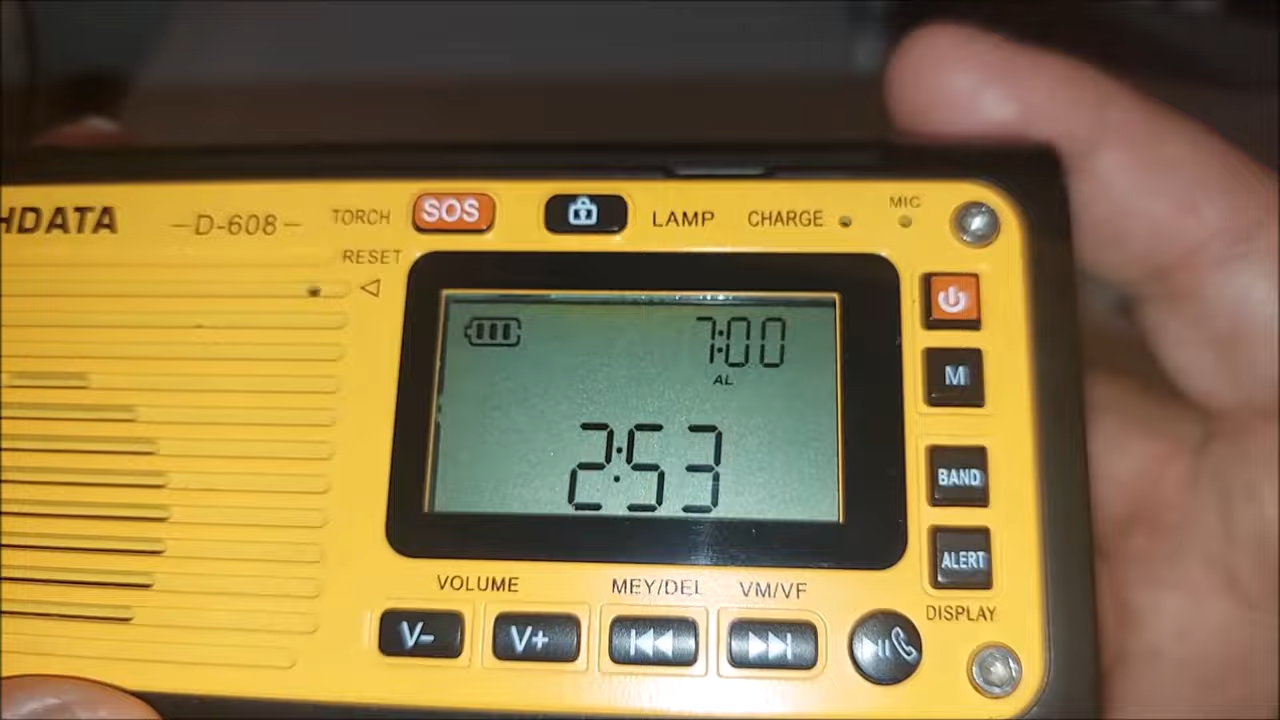 HDATA
-D-608-
TORCH
SOS
LAMP
CHARGE
MIC
RESET
7:00
AL
2:53
M
BAND
ALERT
DISPLAY
VOLUME
MEY/DEL
VM/VF
V-
V+